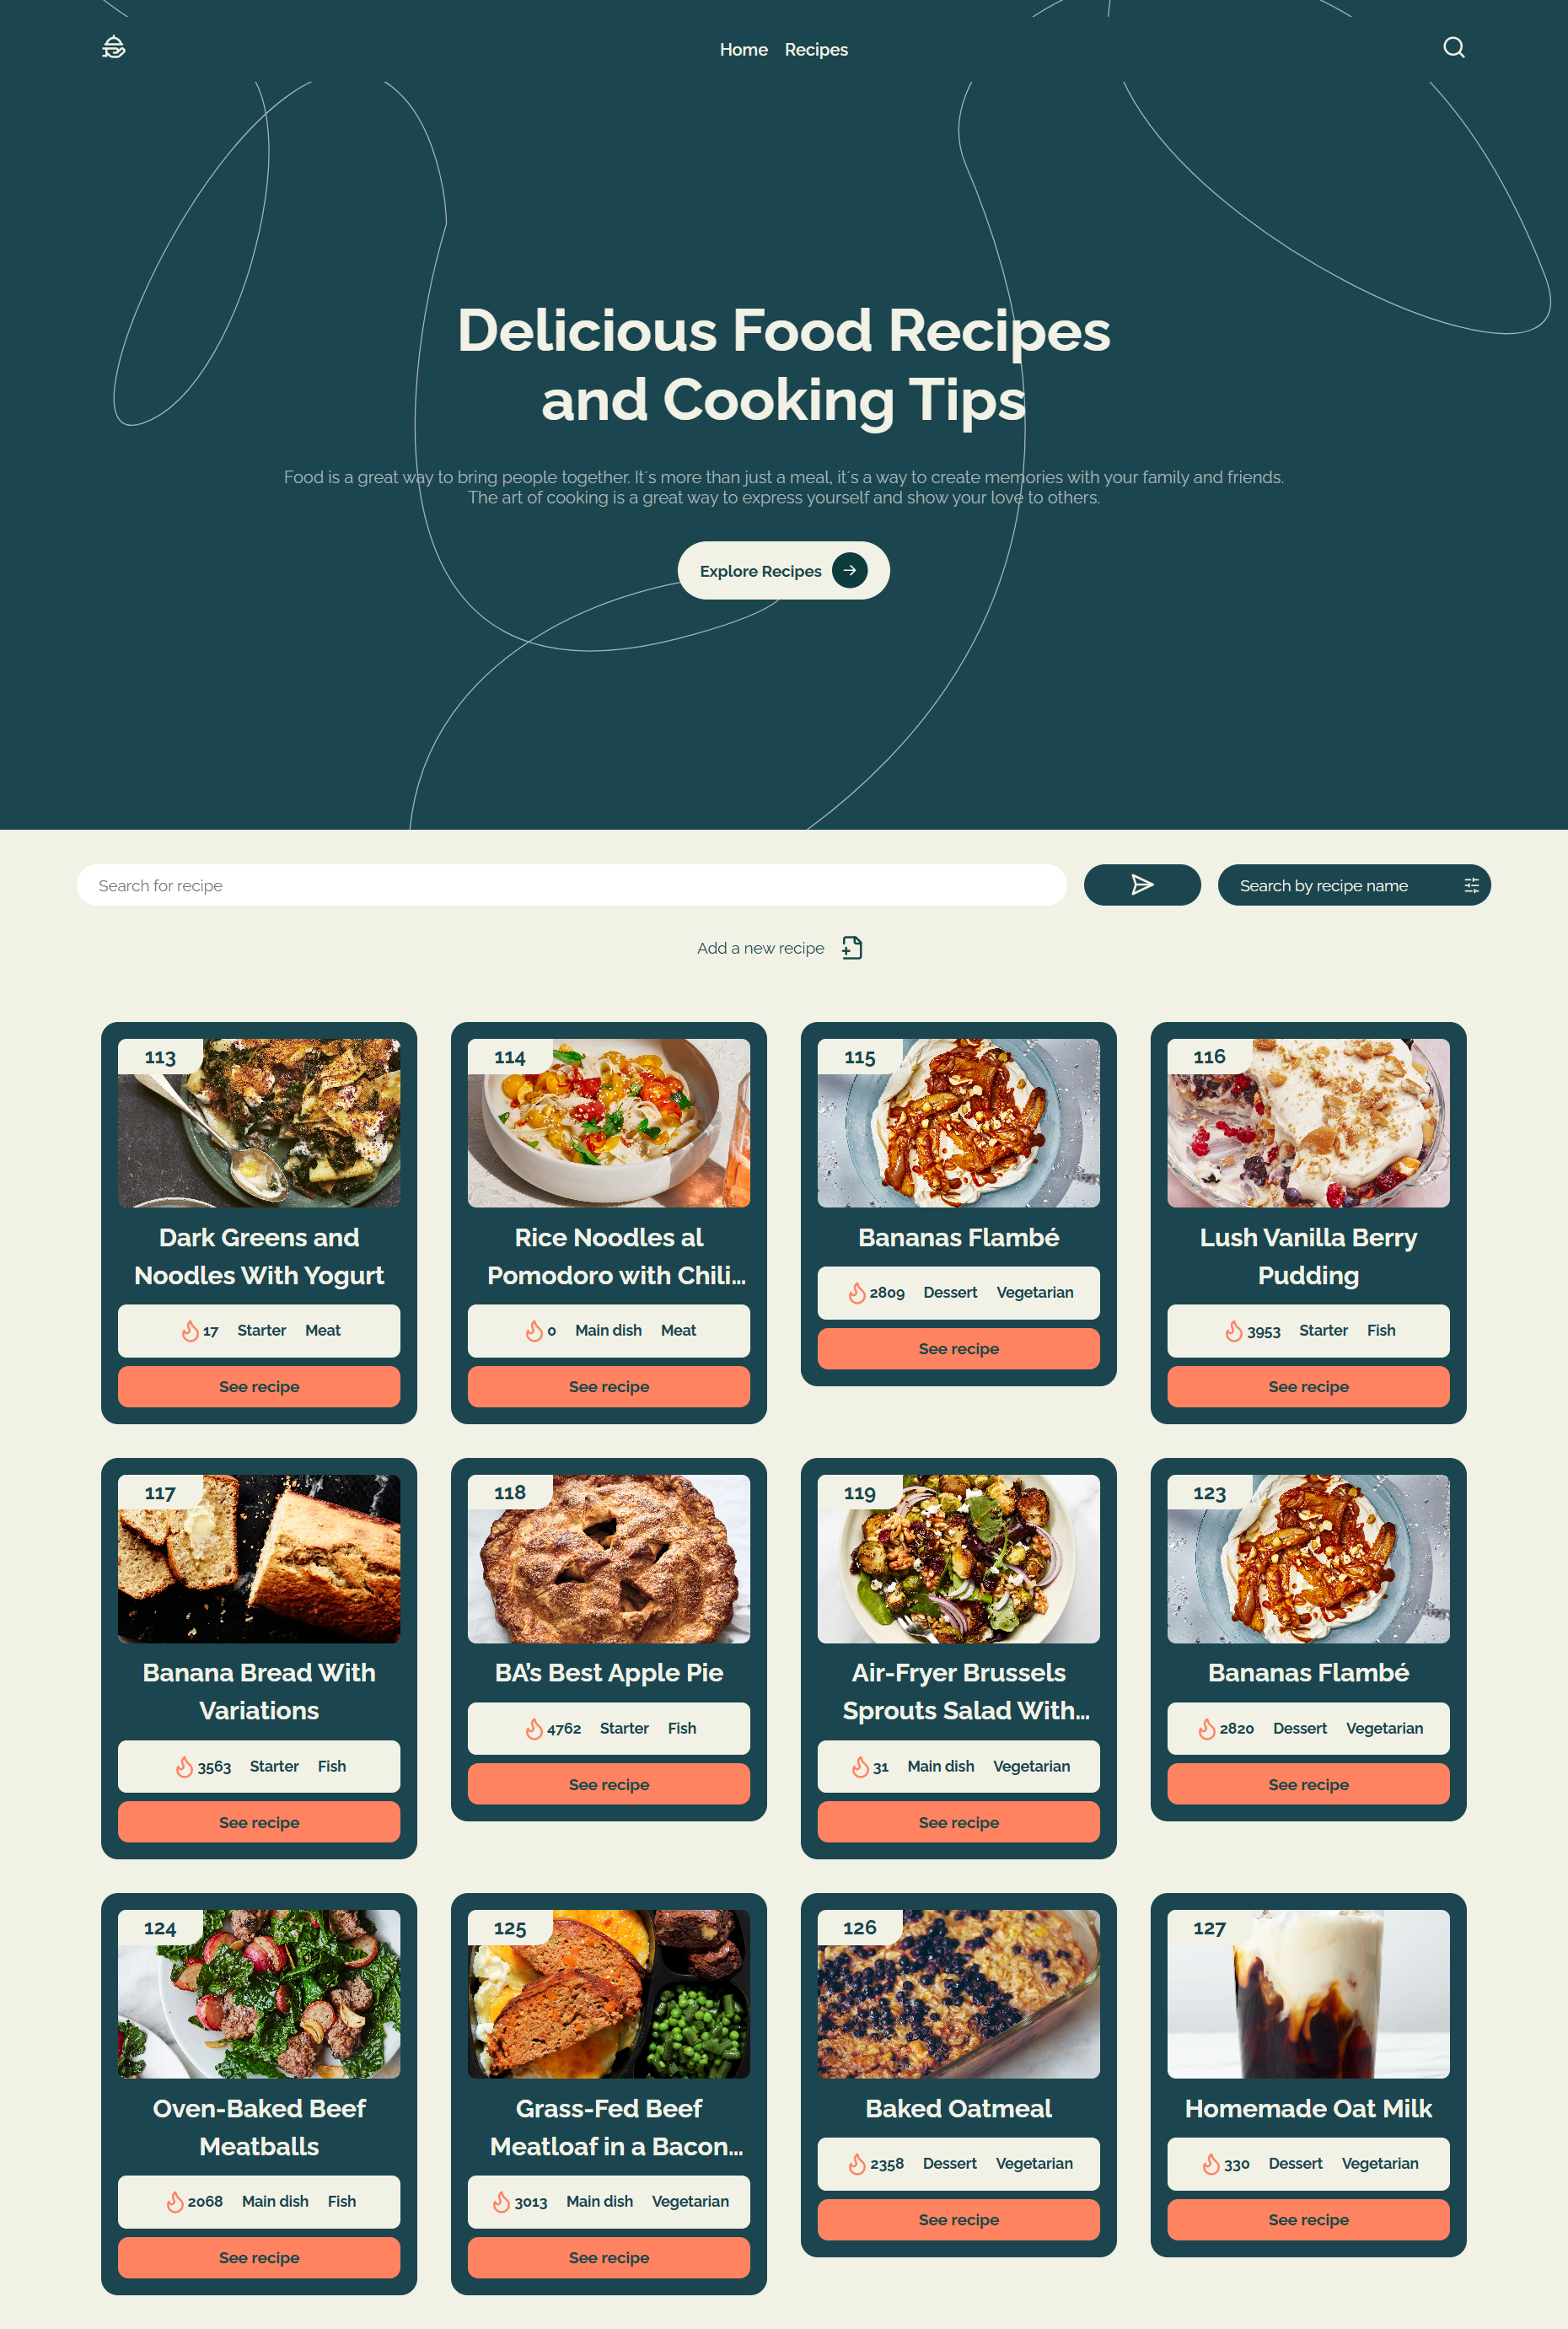 Home Recipes
Delicious Food Recipes
and Cooking Tips
Food is a great way to bring people together. It´s more than just a meal, it´s a way to create memories with your family and friends.
The art of cooking is a great way to express yourself and show your love to others.
Explore Recipes
Search for recipe
Search by recipe name
Add a new recipe
113
Dark Greens and
Noodles With Yogurt
17 Starter Meat
See recipe
114
Rice Noodles al
Pomodoro with Chili...
0 Main dish Meat
See recipe
115
Bananas Flambé
2809 Dessert Vegetarian
See recipe
116
Lush Vanilla Berry
Pudding
3953 Starter Fish
See recipe
117
Banana Bread With
Variations
3563 Starter Fish
See recipe
118
BA’s Best Apple Pie
4762 Starter Fish
See recipe
119
Air-Fryer Brussels
Sprouts Salad With...
31 Main dish Vegetarian
See recipe
123
Bananas Flambé
2820 Dessert Vegetarian
See recipe
124
Oven-Baked Beef
Meatballs
2068 Main dish Fish
See recipe
125
Grass-Fed Beef
Meatloaf in a Bacon...
3013 Main dish Vegetarian
See recipe
126
Baked Oatmeal
2358 Dessert Vegetarian
See recipe
127
Homemade Oat Milk
330 Dessert Vegetarian
See recipe